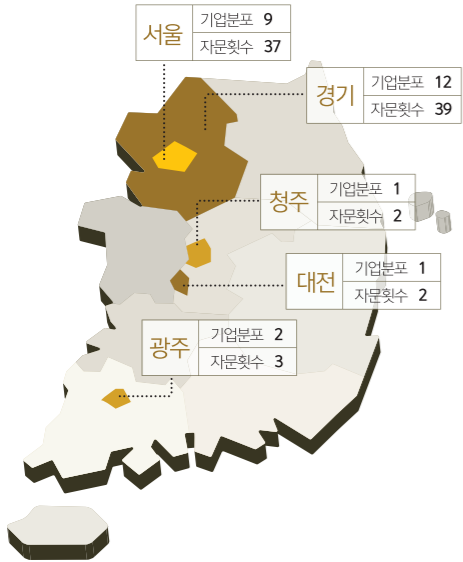 서울
기업분포 9
자문횟수 37
경기
기업분포 12
자문횟수 39
청주
기업분포 1
자문횟수 2
대전
기업분포 1
자문횟수 2
광주
기업분포 2
자문횟수 3